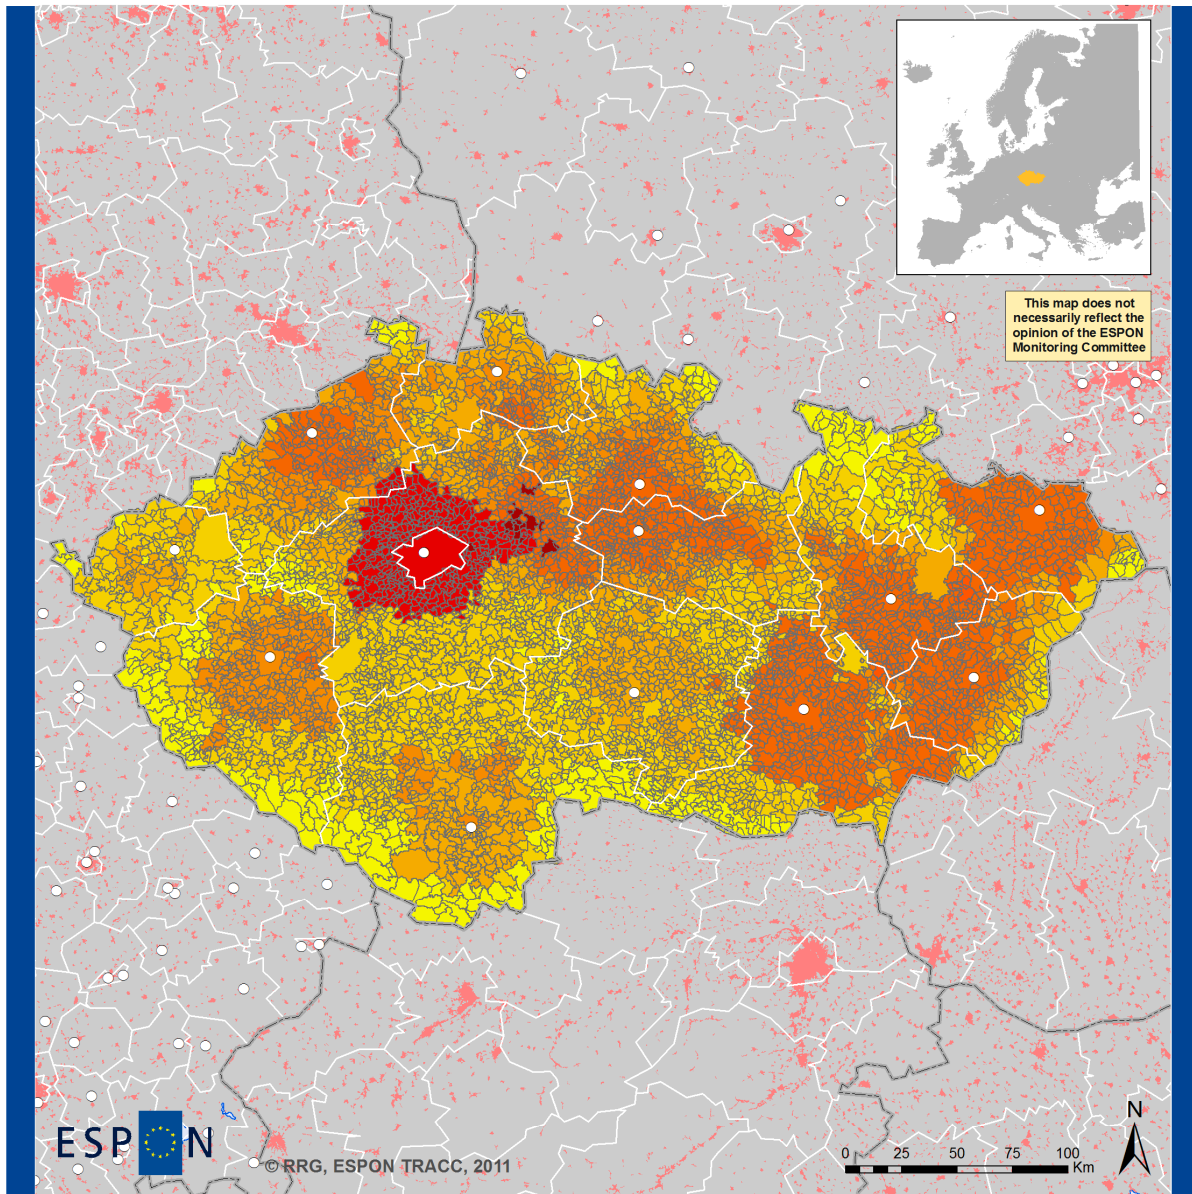 This map does not
necessarily reflect the
opinion of the ESPON
Monitoring Committee
N
0 25 50 75 100
Km
ESPON
© RRG, ESPON TRACC, 2011